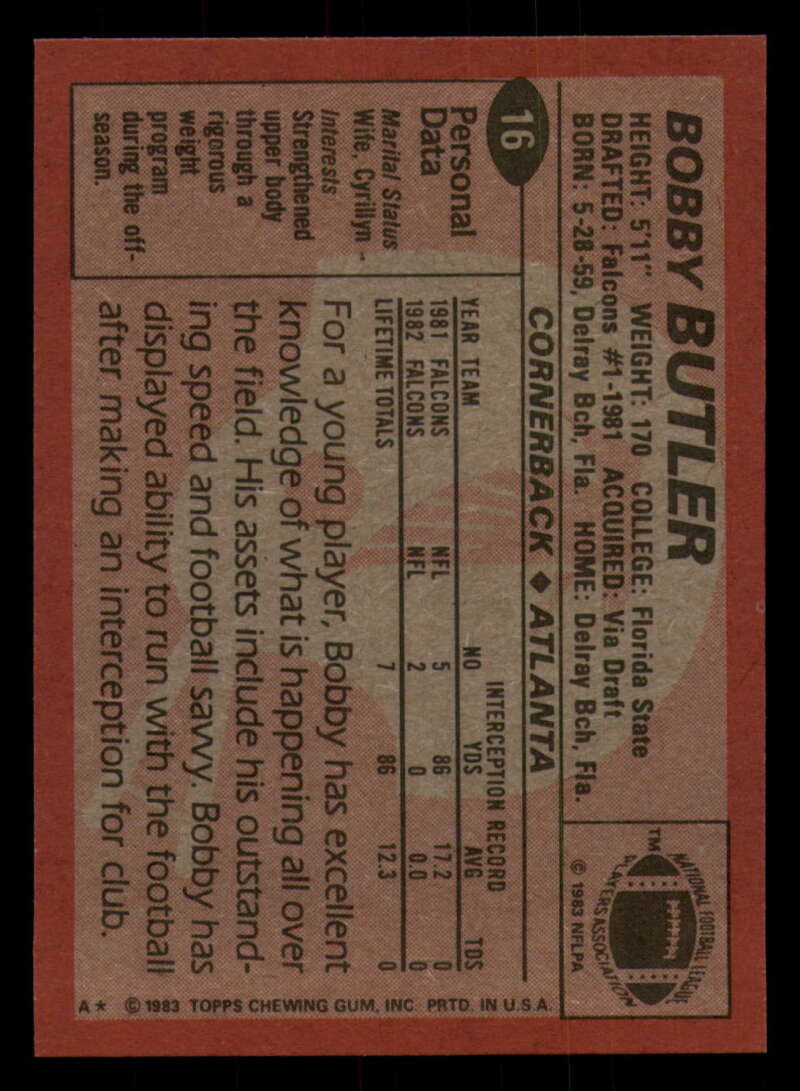 BOBBY BUTLER
HEIGHT: 5'11" WEIGHT: 170 COLLEGE: Florida State
DRAFTED: Falcons #1-1981 ACQUIRED: Via Draft
BORN: 5-28-59, Delray Bch, Fla. HOME: Delray Bch, Fla.
NATIONAL FOOTBALL LEAGUE
PLAYERS ASSOCIATION
TM
© 1983 NFLPA
16
CORNERBACK ♦ ATLANTA
Personal
Data
Marital Status
Wife, Cyrillyn -
Interests
Strengthened
upper body
through a
rigorous
weight
program
during the off-
season.
INTERCEPTION RECORD
YEAR TEAM NO YDS AVG TDS
1981 FALCONS NFL 5 86 17.2 0
1982 FALCONS NFL 2 0 0.0 0
LIFETIME TOTALS 7 86 12.3 0
For a young player, Bobby has excellent
knowledge of what is happening all over
the field. His assets include his outstand-
ing speed and football savvy. Bobby has
displayed ability to run with the football
after making an interception for club.
A* © 1983 TOPPS CHEWING GUM, INC. PRTD. IN U.S.A.